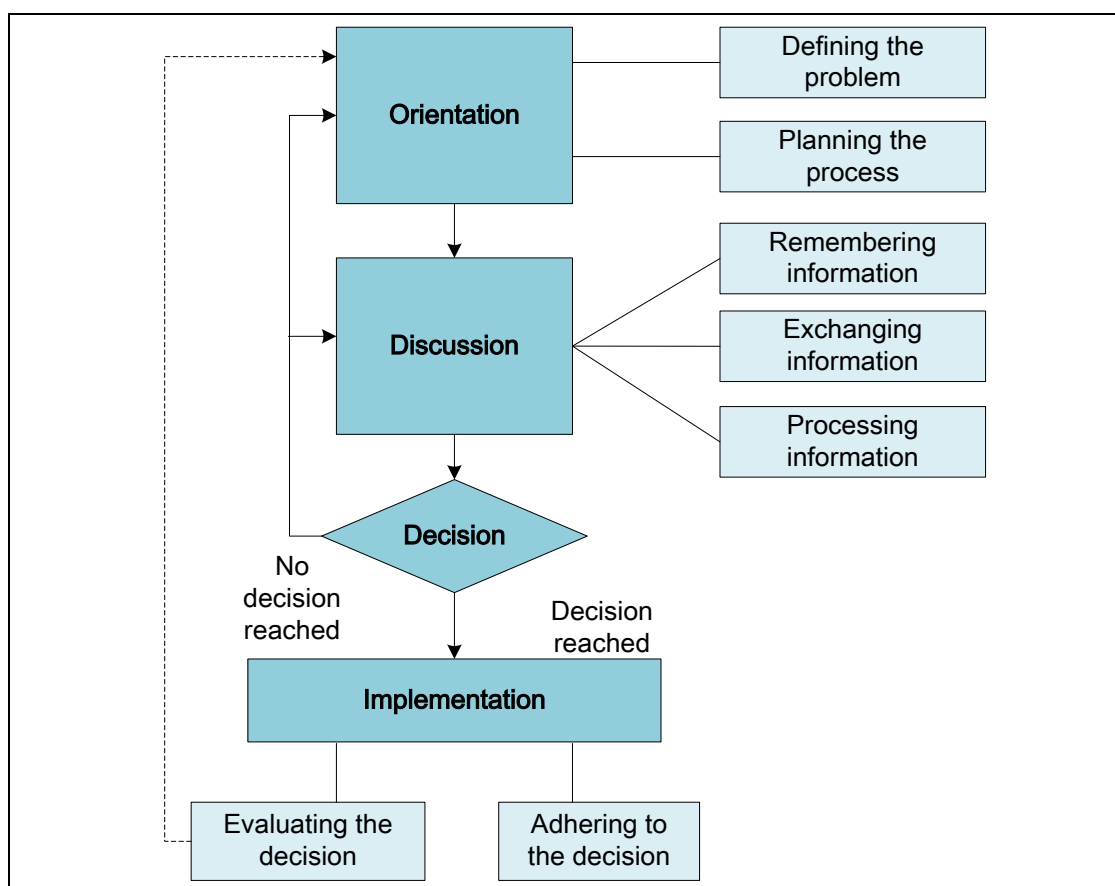 Orientation
Defining the
problem
Planning the
process
Discussion
Remembering
information
Exchanging
information
Processing
information
Decision
No
decision
reached
Decision
reached
Implementation
Evaluating the
decision
Adhering to
the decision